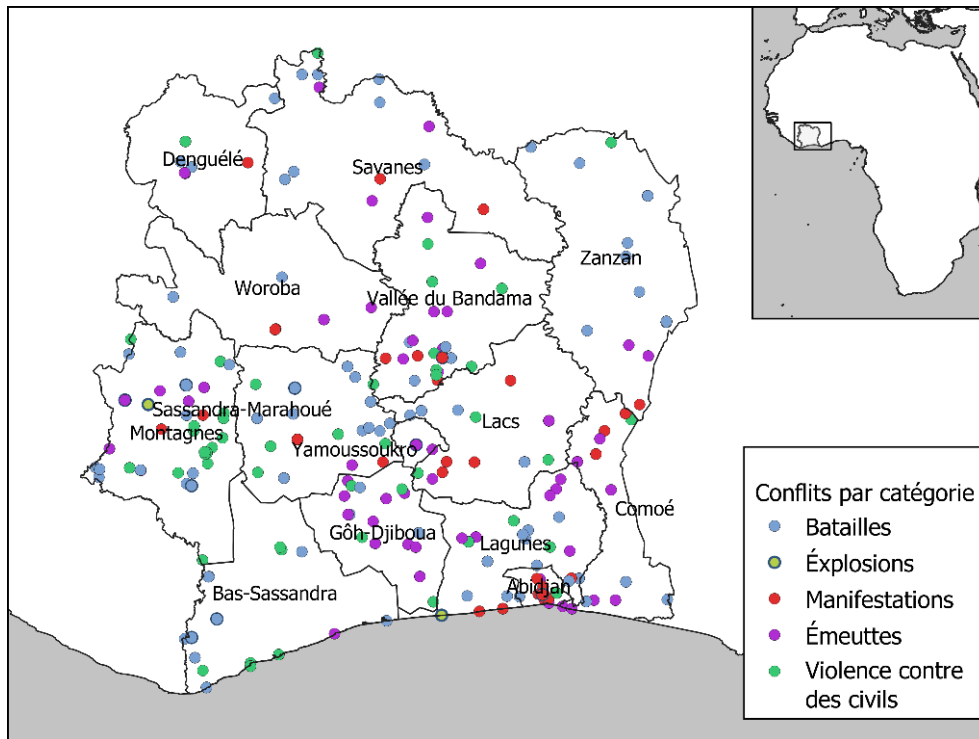 Denguélé
Savanes
Zanzan
Woroba
Vallée du Bandama
Sassandra-Marahoué
Montagnes
Lacs
Yamoussoukro
Comoé
Gôh-Djiboua
Lagunes
Abidjan
Bas-Sassandra
Conflits par catégorie
Batailles
Éxplosions
Manifestations
Émeuttes
Violence contre
des civils